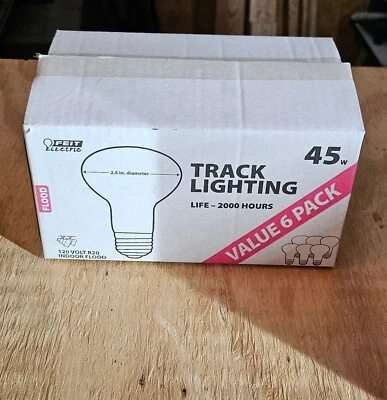 FEIT
Electric
FLOOD
2.5 in. diameter
120 VOLT R20
INDOOR FLOOD
TRACK
LIGHTING
LIFE – 2000 HOURS
45W
VALUE 6 PACK